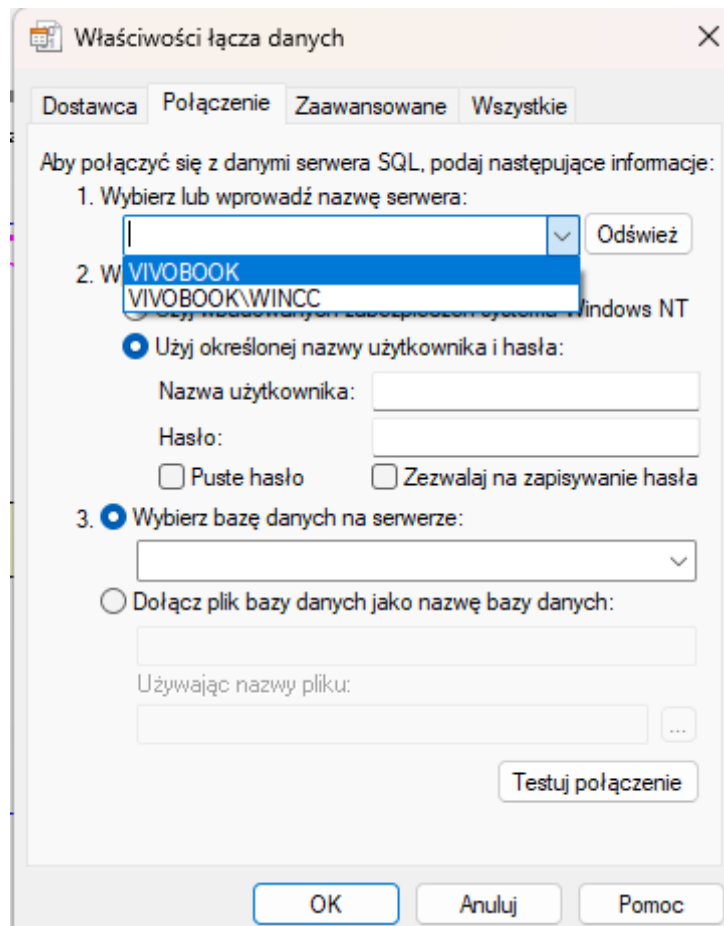 Właściwości łącza danych
Dostawca Połączenie Zaawansowane Wszystkie
Aby połączyć się z danymi serwera SQL, podaj następujące informacje:
1. Wybierz lub wprowadź nazwę serwera:
Odśwież
2. W
VIVOBOOK
VIVOBOOK\WINCC
Windows NT
Użyj określonej nazwy użytkownika i hasła:
Nazwa użytkownika:
Hasło:
Puste hasło Zezwalaj na zapisywanie hasła
3. Wybierz bazę danych na serwerze:
Dołącz plik bazy danych jako nazwę bazy danych:
Używając nazwy pliku:
...
Testuj połączenie
OK Anuluj Pomoc